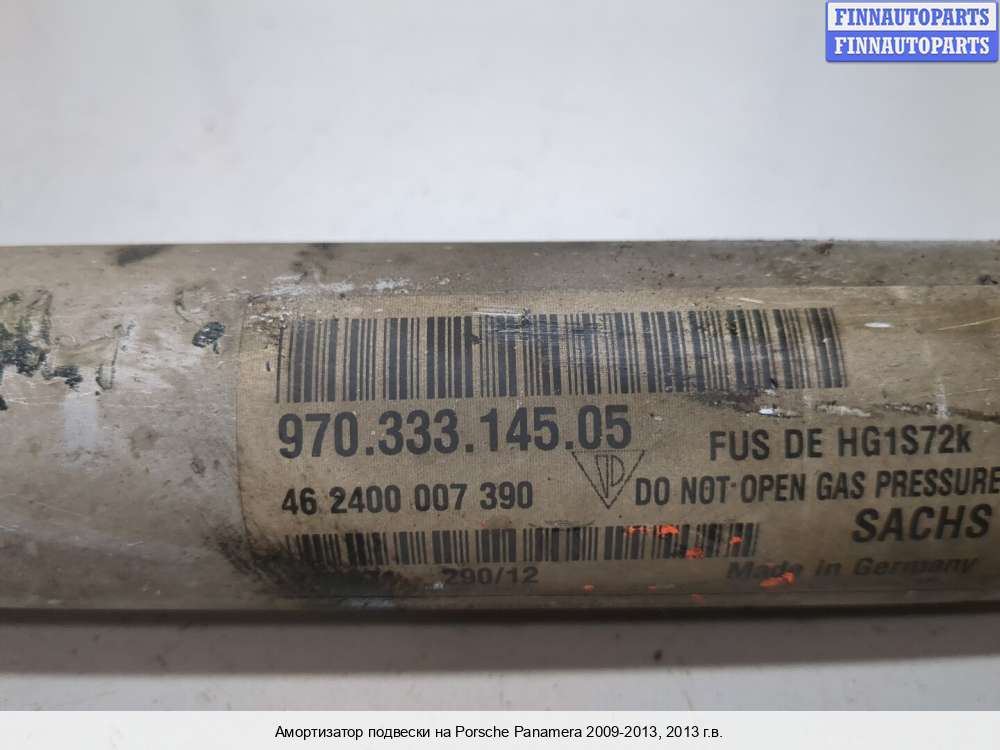 FINNAUTOPARTS
FINNAUTOPARTS
970.333.145.05
FUS DE HG1S72k
46 2400 007 390
DO NOT OPEN GAS PRESSURE
SACHS
290/12
Made in Germany
Амортизатор подвески на Porsche Panamera 2009-2013, 2013 г.в.